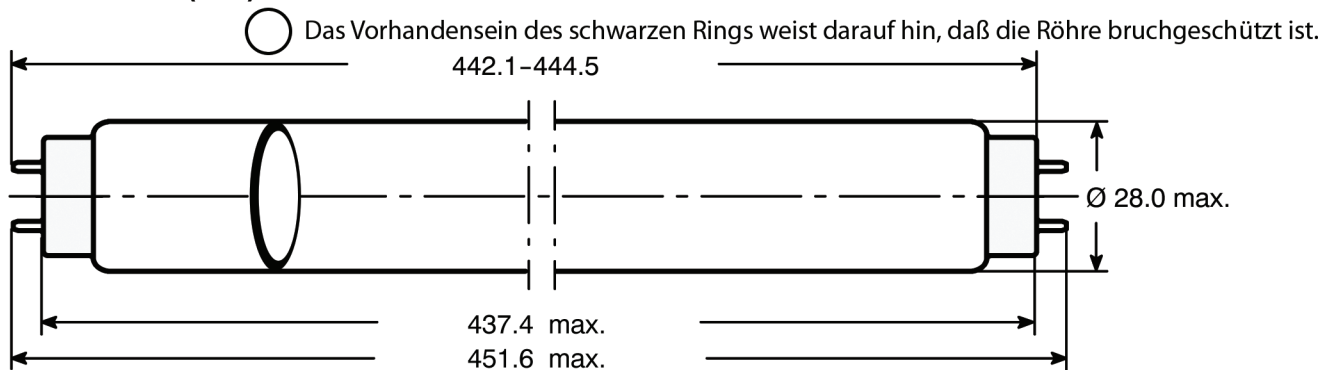 Das Vorhandensein des schwarzen Rings weist darauf hin, daß die Röhre bruchgeschützt ist.
442.1–444.5
Ø 28.0 max.
437.4 max.
451.6 max.